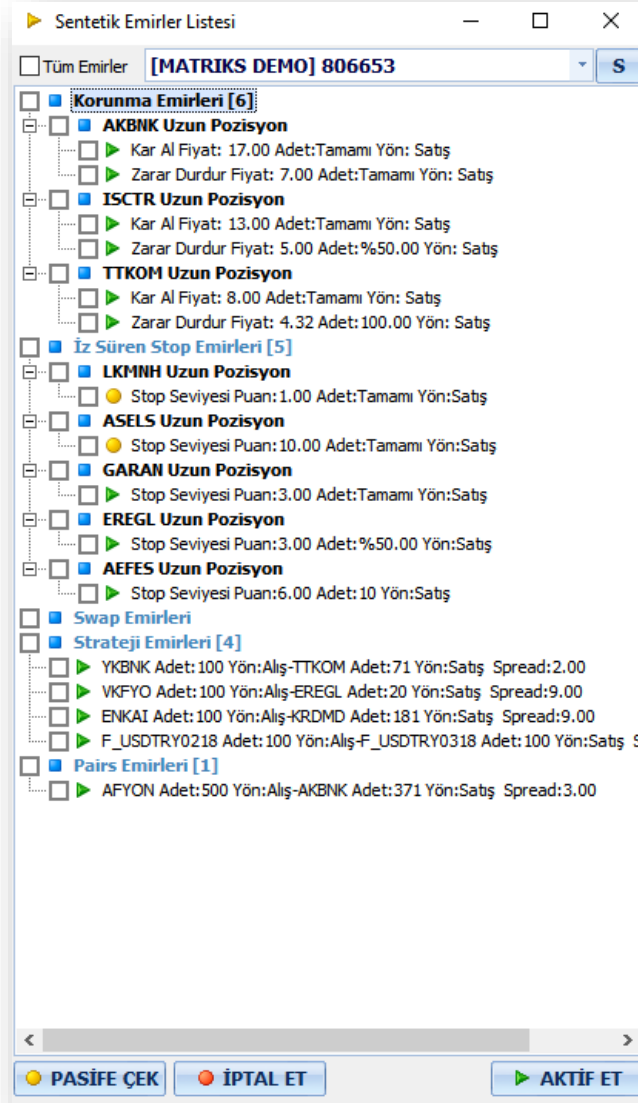 Sentetik Emirler Listesi
Tüm Emirler [MATRIKS DEMO] 806653 S
Korunma Emirleri [6]
AKBNK Uzun Pozisyon
Kar Al Fiyat: 17.00 Adet:Tamamı Yön: Satış
Zarar Durdur Fiyat: 7.00 Adet:Tamamı Yön: Satış
ISCTR Uzun Pozisyon
Kar Al Fiyat: 13.00 Adet:Tamamı Yön: Satış
Zarar Durdur Fiyat: 5.00 Adet:%50.00 Yön: Satış
TTKOM Uzun Pozisyon
Kar Al Fiyat: 8.00 Adet:Tamamı Yön: Satış
Zarar Durdur Fiyat: 4.32 Adet:100.00 Yön: Satış
İz Süren Stop Emirleri [5]
LKMNH Uzun Pozisyon
Stop Seviyesi Puan:1.00 Adet:Tamamı Yön:Satış
ASELS Uzun Pozisyon
Stop Seviyesi Puan:10.00 Adet:Tamamı Yön:Satış
GARAN Uzun Pozisyon
Stop Seviyesi Puan:3.00 Adet:Tamamı Yön:Satış
EREGL Uzun Pozisyon
Stop Seviyesi Puan:3.00 Adet:%50.00 Yön:Satış
AEFES Uzun Pozisyon
Stop Seviyesi Puan:6.00 Adet:10 Yön:Satış
Swap Emirleri
Strateji Emirleri [4]
YKBNK Adet:100 Yön:Alış-TTKOM Adet:71 Yön:Satış Spread:2.00
VKFYO Adet:100 Yön:Alış-EREGL Adet:20 Yön:Satış Spread:9.00
ENKAI Adet:100 Yön:Alış-KRDMD Adet:181 Yön:Satış Spread:9.00
F_USDTRY0218 Adet:100 Yön:Alış-F_USDTRY0318 Adet:100 Yön:Satış S
Pairs Emirleri [1]
AFYON Adet:500 Yön:Alış-AKBNK Adet:371 Yön:Satış Spread:3.00
PASİFE ÇEK İPTAL ET AKTİF ET